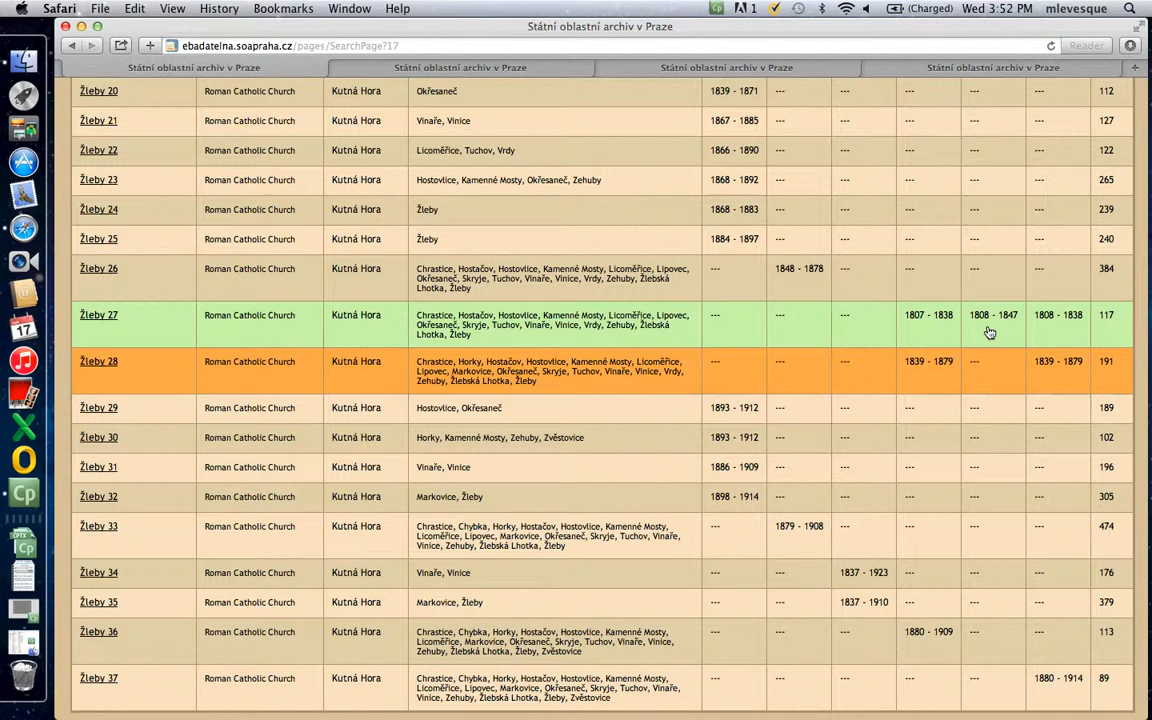 Safari File Edit View History Bookmarks Window Help 1 (Charged) Wed 3:52 PM mlevesque
Státní oblastní archiv v Praze
ebadatelna.soapraha.cz/pages/SearchPage?17 Reader
Státní oblastní archiv v Praze Státní oblastní archiv v Praze Státní oblastní archiv v Praze Státní oblastní archiv v Praze
Žleby 20 Roman Catholic Church Kutná Hora Okřesaneč 1839 - 1871 --- --- --- --- --- 112
Žleby 21 Roman Catholic Church Kutná Hora Vinaře, Vinice 1867 - 1885 --- --- --- --- --- 127
Žleby 22 Roman Catholic Church Kutná Hora Licoměřice, Tuchov, Vrdy 1866 - 1890 --- --- --- --- --- 122
Žleby 23 Roman Catholic Church Kutná Hora Hostovlice, Kamenné Mosty, Okřesaneč, Zehuby 1868 - 1892 --- --- --- --- --- 265
Žleby 24 Roman Catholic Church Kutná Hora Žleby 1868 - 1883 --- --- --- --- --- 239
Žleby 25 Roman Catholic Church Kutná Hora Žleby 1884 - 1897 --- --- --- --- --- 240
Žleby 26 Roman Catholic Church Kutná Hora Chrastice, Hostačov, Hostovlice, Kamenné Mosty, Licoměřice, Lipovec, --- 1848 - 1878 --- --- --- --- 384
Okřesaneč, Skryje, Tuchov, Vinaře, Vinice, Vrdy, Zehuby, Žlebská
Lhotka, Žleby
Žleby 27 Roman Catholic Church Kutná Hora Chrastice, Hostačov, Hostovlice, Kamenné Mosty, Licoměřice, Lipovec, --- --- --- 1807 - 1838 1808 - 1847 1808 - 1838 117
Okřesaneč, Skryje, Tuchov, Vinaře, Vinice, Vrdy, Zehuby, Žlebská
Lhotka, Žleby
Žleby 28 Roman Catholic Church Kutná Hora Chrastice, Horky, Hostačov, Hostovlice, Kamenné Mosty, Licoměřice, --- --- --- 1839 - 1879 --- 1839 - 1879 191
Lipovec, Markovice, Okřesaneč, Skryje, Tuchov, Vinaře, Vinice, Vrdy,
Zehuby, Žlebská Lhotka, Žleby
Žleby 29 Roman Catholic Church Kutná Hora Hostovlice, Okřesaneč 1893 - 1912 --- --- --- --- --- 189
Žleby 30 Roman Catholic Church Kutná Hora Horky, Kamenné Mosty, Zehuby, Zvěstovice 1893 - 1912 --- --- --- --- --- 102
Žleby 31 Roman Catholic Church Kutná Hora Vinaře, Vinice 1886 - 1909 --- --- --- --- --- 196
Žleby 32 Roman Catholic Church Kutná Hora Markovice, Žleby 1898 - 1914 --- --- --- --- --- 305
Žleby 33 Roman Catholic Church Kutná Hora Chrastice, Chybka, Horky, Hostačov, Hostovlice, Kamenné Mosty, --- 1879 - 1908 --- --- --- --- 474
Licoměřice, Lipovec, Markovice, Okřesaneč, Skryje, Tuchov, Vinaře,
Vinice, Zehuby, Žlebská Lhotka, Žleby
Žleby 34 Roman Catholic Church Kutná Hora Vinaře, Vinice --- --- 1837 - 1923 --- --- --- 176
Žleby 35 Roman Catholic Church Kutná Hora Markovice, Žleby --- --- 1837 - 1910 --- --- --- 379
Žleby 36 Roman Catholic Church Kutná Hora Chrastice, Chybka, Horky, Hostačov, Hostovlice, Kamenné Mosty, --- --- --- 1880 - 1909 --- --- 113
Licoměřice, Markovice, Okřesaneč, Skryje, Tuchov, Vinaře, Vinice,
Zehuby, Žlebská Lhotka, Žleby, Zvěstovice
Žleby 37 Roman Catholic Church Kutná Hora Chrastice, Chybka, Horky, Hostačov, Hostovlice, Kamenné Mosty, --- --- --- --- --- 1880 - 1914 89
Licoměřice, Lipovec, Markovice, Okřesaneč, Skryje, Tuchov, Vinaře,
Vinice, Zehuby, Žlebská Lhotka, Žleby, Zvěstovice